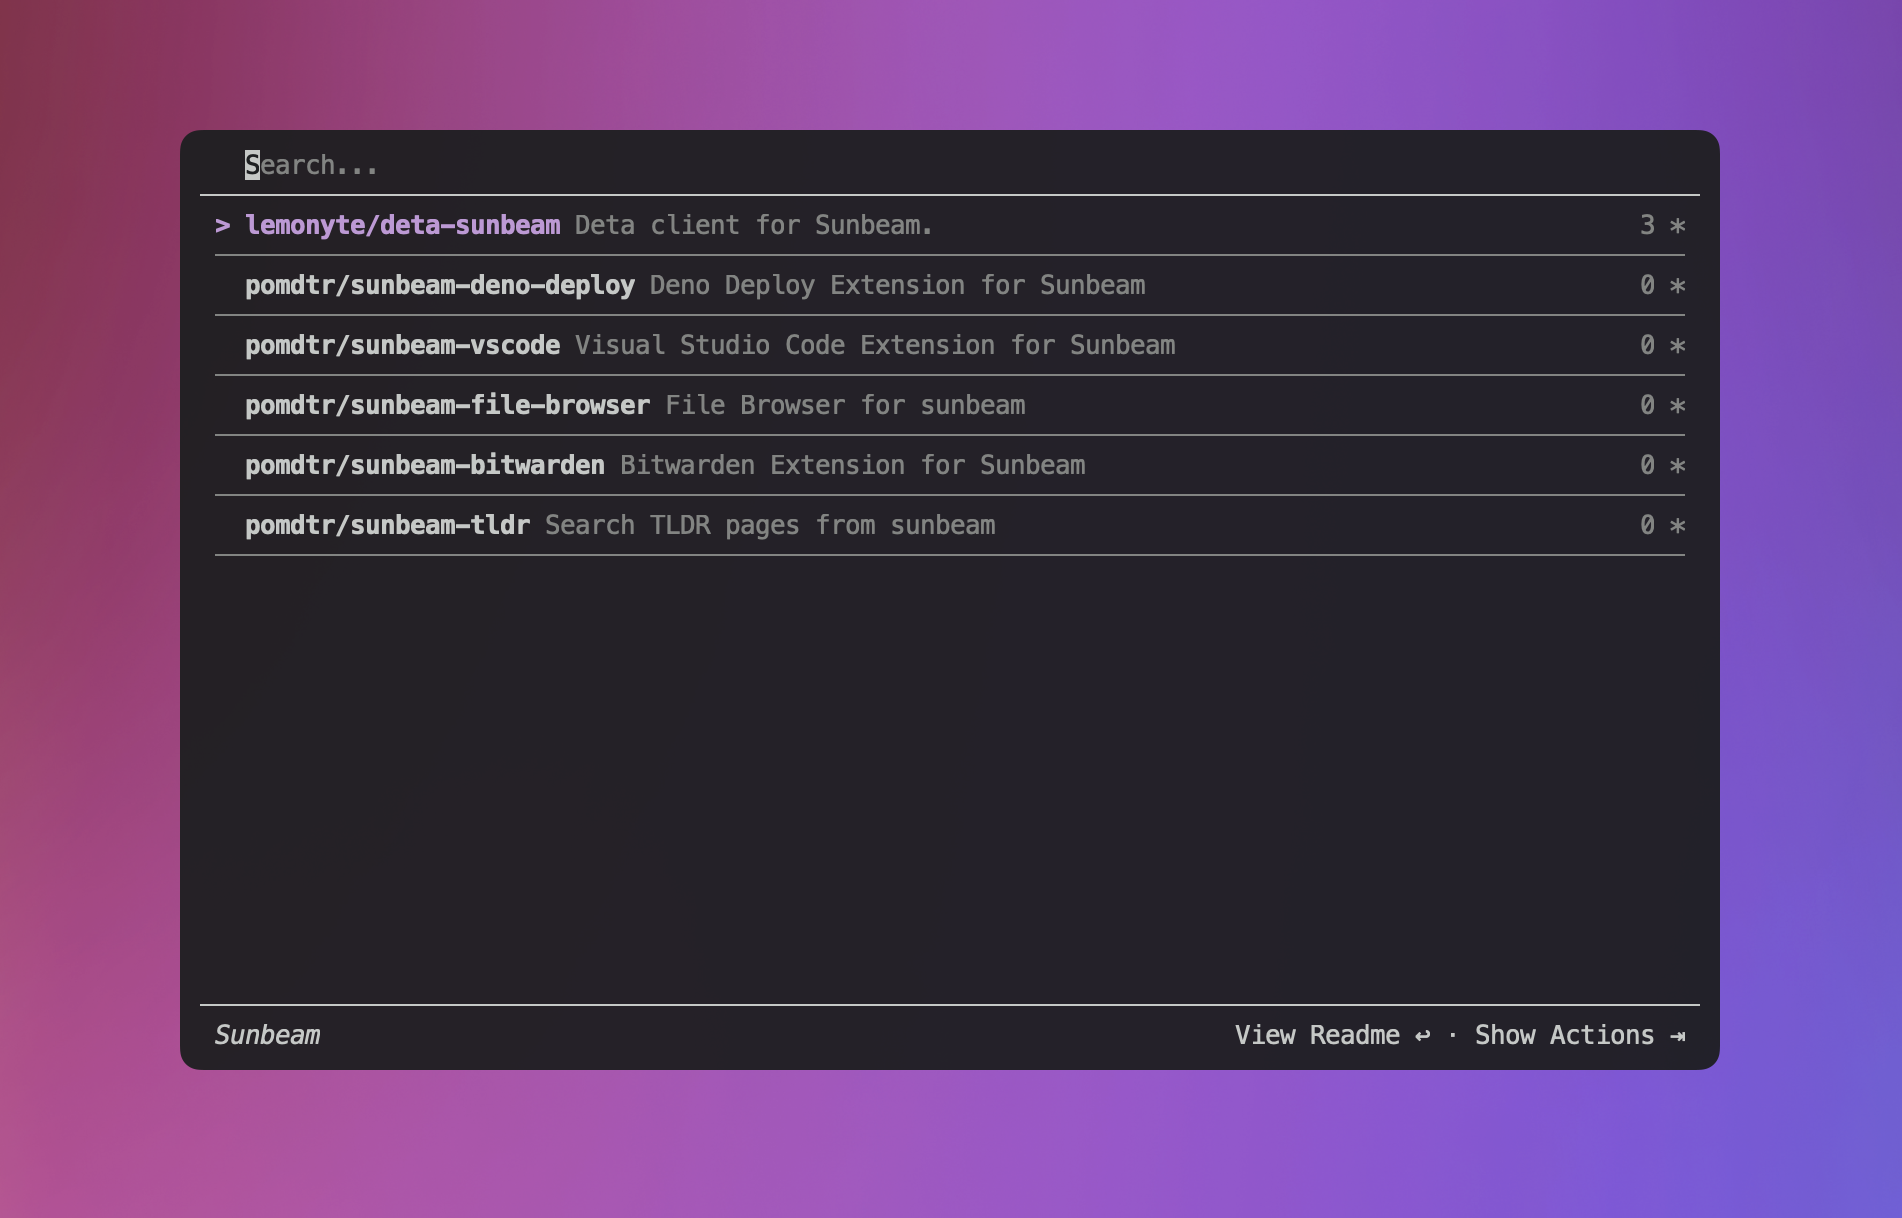 Search...
> lemonyte/deta-sunbeam Deta client for Sunbeam. 3 *
pomdtr/sunbeam-deno-deploy Deno Deploy Extension for Sunbeam 0 *
pomdtr/sunbeam-vscode Visual Studio Code Extension for Sunbeam 0 *
pomdtr/sunbeam-file-browser File Browser for sunbeam 0 *
pomdtr/sunbeam-bitwarden Bitwarden Extension for Sunbeam 0 *
pomdtr/sunbeam-tldr Search TLDR pages from sunbeam 0 *
Sunbeam View Readme ↩ · Show Actions ⇥